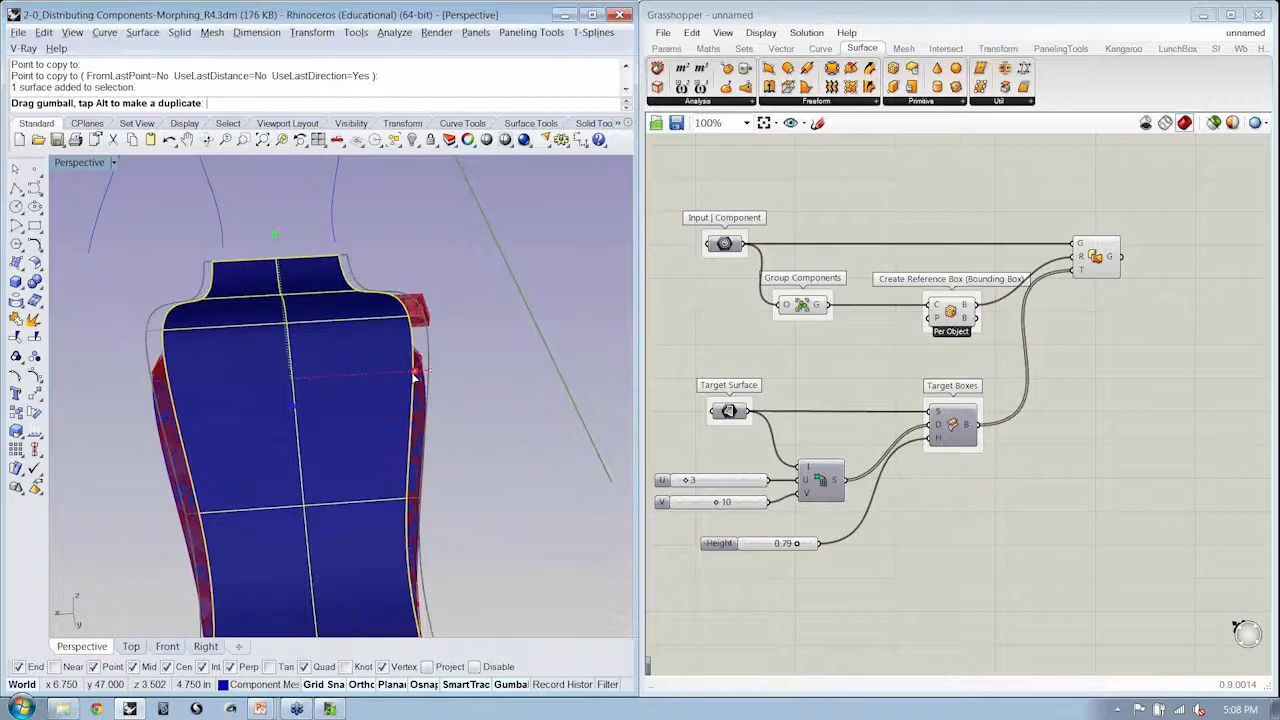 2-0_Distributing Components-Morphing_R4.3dm (176 KB) - Rhinoceros (Educational) (64-bit) - [Perspective]
File Edit View Curve Surface Solid Mesh Dimension Transform Tools Analyze Render Panels Paneling Tools T-Splines
V-Ray Help
Point to copy to:
Point to copy to ( FromLastPoint=No UseLastDistance=No UseLastDirection=Yes ):
1 surface added to selection.
Drag gumball, tap Alt to make a duplicate:
Standard CPlanes Set View Display Select Viewport Layout Visibility Transform Curve Tools Surface Tools Solid Too
Perspective
z
x
y
Perspective Top Front Right
End Near Point Mid Cen Int Perp Tan Quad Knot Vertex Project Disable
World x 6.750 y 47.000 z 3.502 4.750 in Component Mes Grid Sna Ortho Planar Osnap SmartTrac Gumba Record Histor Filter
Grasshopper - unnamed
File Edit View Display Solution Help unnamed
Params Maths Sets Vector Curve Surface Mesh Intersect Transform PanelingTools Kangaroo LunchBox Wb H
Analysis Freeform Primitive Util
100%
Input | Component
G
R G
T
Group Components
O G
Create Reference Box (Bounding Box)
C B
P B
Per Object
Target Surface
Target Boxes
S
D B
H
I
U S
V
U 3
V 10
Height 0.79
0.9.0014
5:08 PM